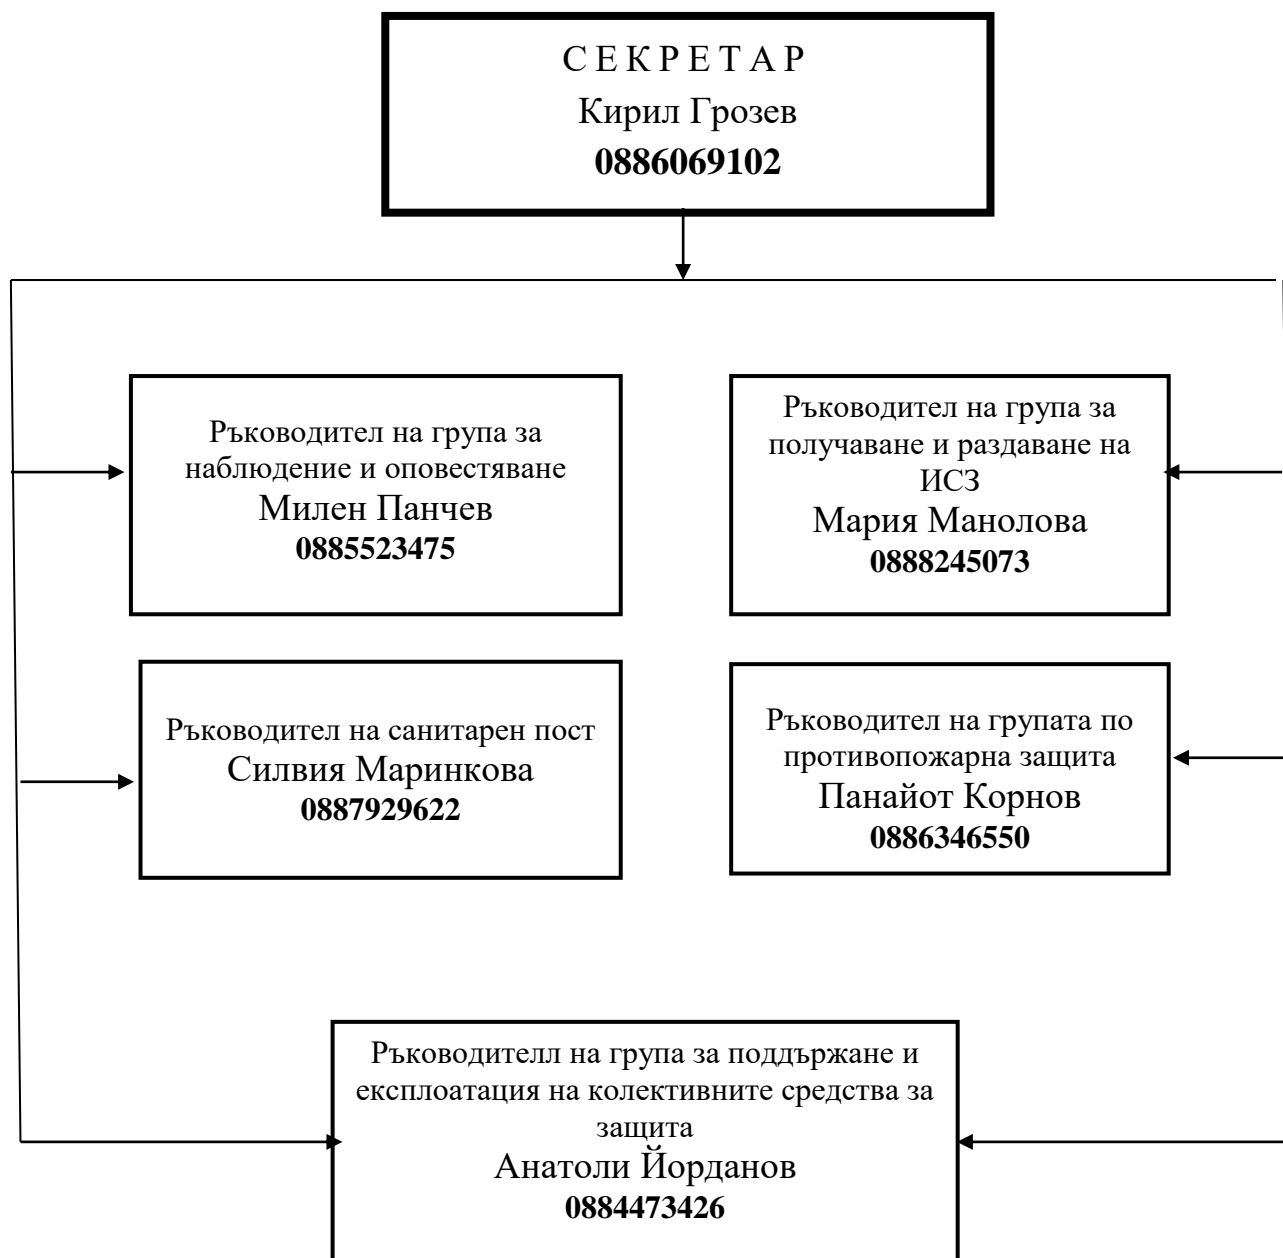 С Е К Р Е Т А Р
Кирил Грозев
0886069102
Ръководител на група за
наблюдение и оповестяване
Милен Панчев
0885523475
Ръководител на група за
получаване и раздаване на
ИСЗ
Мария Манолова
0888245073
Ръководител на санитарен пост
Силвия Маринкова
0887929622
Ръководител на групата по
противопожарна защита
Панайот Корнов
0886346550
Ръководителл на група за поддържане и
експлоатация на колективните средства за
защита
Анатоли Йорданов
0884473426